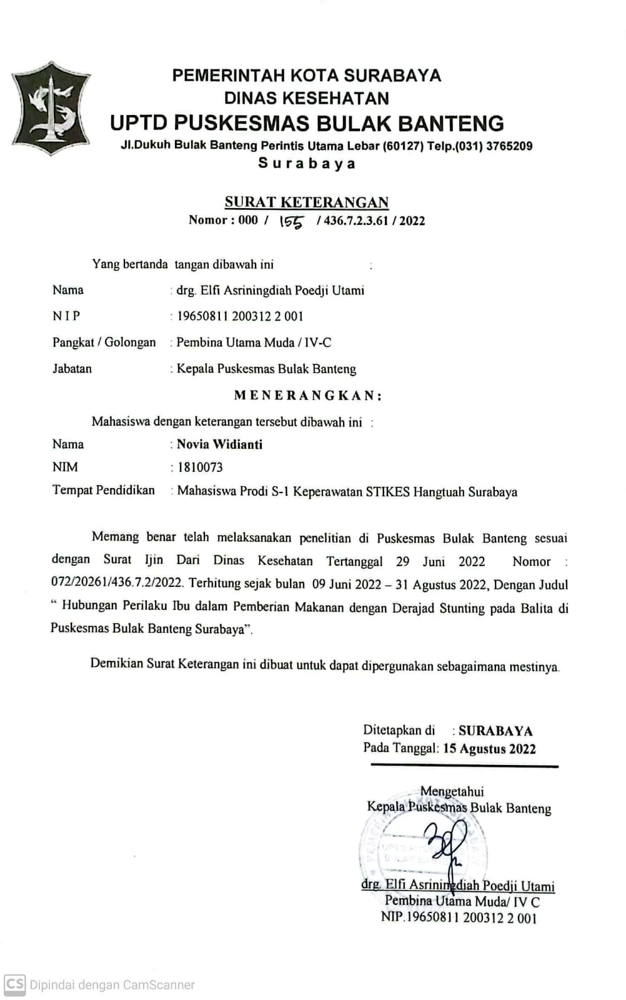 PEMERINTAH KOTA SURABAYA
DINAS KESEHATAN
UPTD PUSKESMAS BULAK BANTENG
Jl.Dukuh Bulak Banteng Perintis Utama Lebar (60127) Telp.(031) 3765209
Surabaya
SURAT KETERANGAN
Nomor : 000 / 155 / 436.7.2.3.61 / 2022
Yang bertanda tangan dibawah ini :
Nama : drg. Elfi Asriningdiah Poedji Utami
N I P : 19650811 200312 2 001
Pangkat / Golongan : Pembina Utama Muda / IV-C
Jabatan : Kepala Puskesmas Bulak Banteng
MENERANGKAN:
Mahasiswa dengan keterangan tersebut dibawah ini :
Nama : Novia Widianti
NIM : 1810073
Tempat Pendidikan : Mahasiswa Prodi S-1 Keperawatan STIKES Hangtuah Surabaya
Memang benar telah melaksanakan penelitian di Puskesmas Bulak Banteng sesuai
dengan Surat Ijin Dari Dinas Kesehatan Tertanggal 29 Juni 2022 Nomor :
072/20261/436.7.2/2022. Terhitung sejak bulan 09 Juni 2022 – 31 Agustus 2022, Dengan Judul
“ Hubungan Perilaku Ibu dalam Pemberian Makanan dengan Derajad Stunting pada Balita di
Puskesmas Bulak Banteng Surabaya”.
Demikian Surat Keterangan ini dibuat untuk dapat dipergunakan sebagaimana mestinya.
Ditetapkan di : SURABAYA
Pada Tanggal: 15 Agustus 2022
Mengetahui
Kepala Puskesmas Bulak Banteng
drg. Elfi Asriningdiah Poedji Utami
Pembina Utama Muda/ IV C
NIP.19650811 200312 2 001
CS Dipindai dengan CamScanner